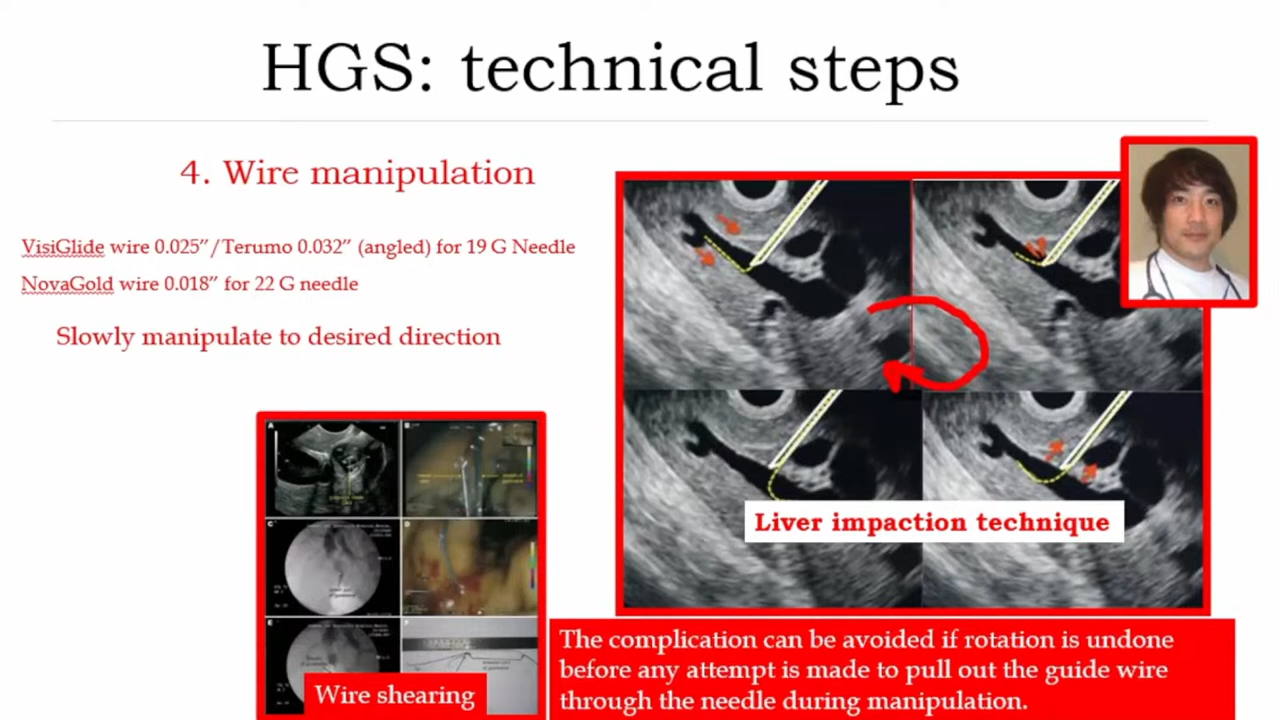 HGS: technical steps
4. Wire manipulation
VisiGlide wire 0.025”/Terumo 0.032” (angled) for 19 G Needle
NovaGold wire 0.018” for 22 G needle
Slowly manipulate to desired direction
Liver impaction technique
A
B
C
D
E
F
Wire shearing
The complication can be avoided if rotation is undone
before any attempt is made to pull out the guide wire
through the needle during manipulation.